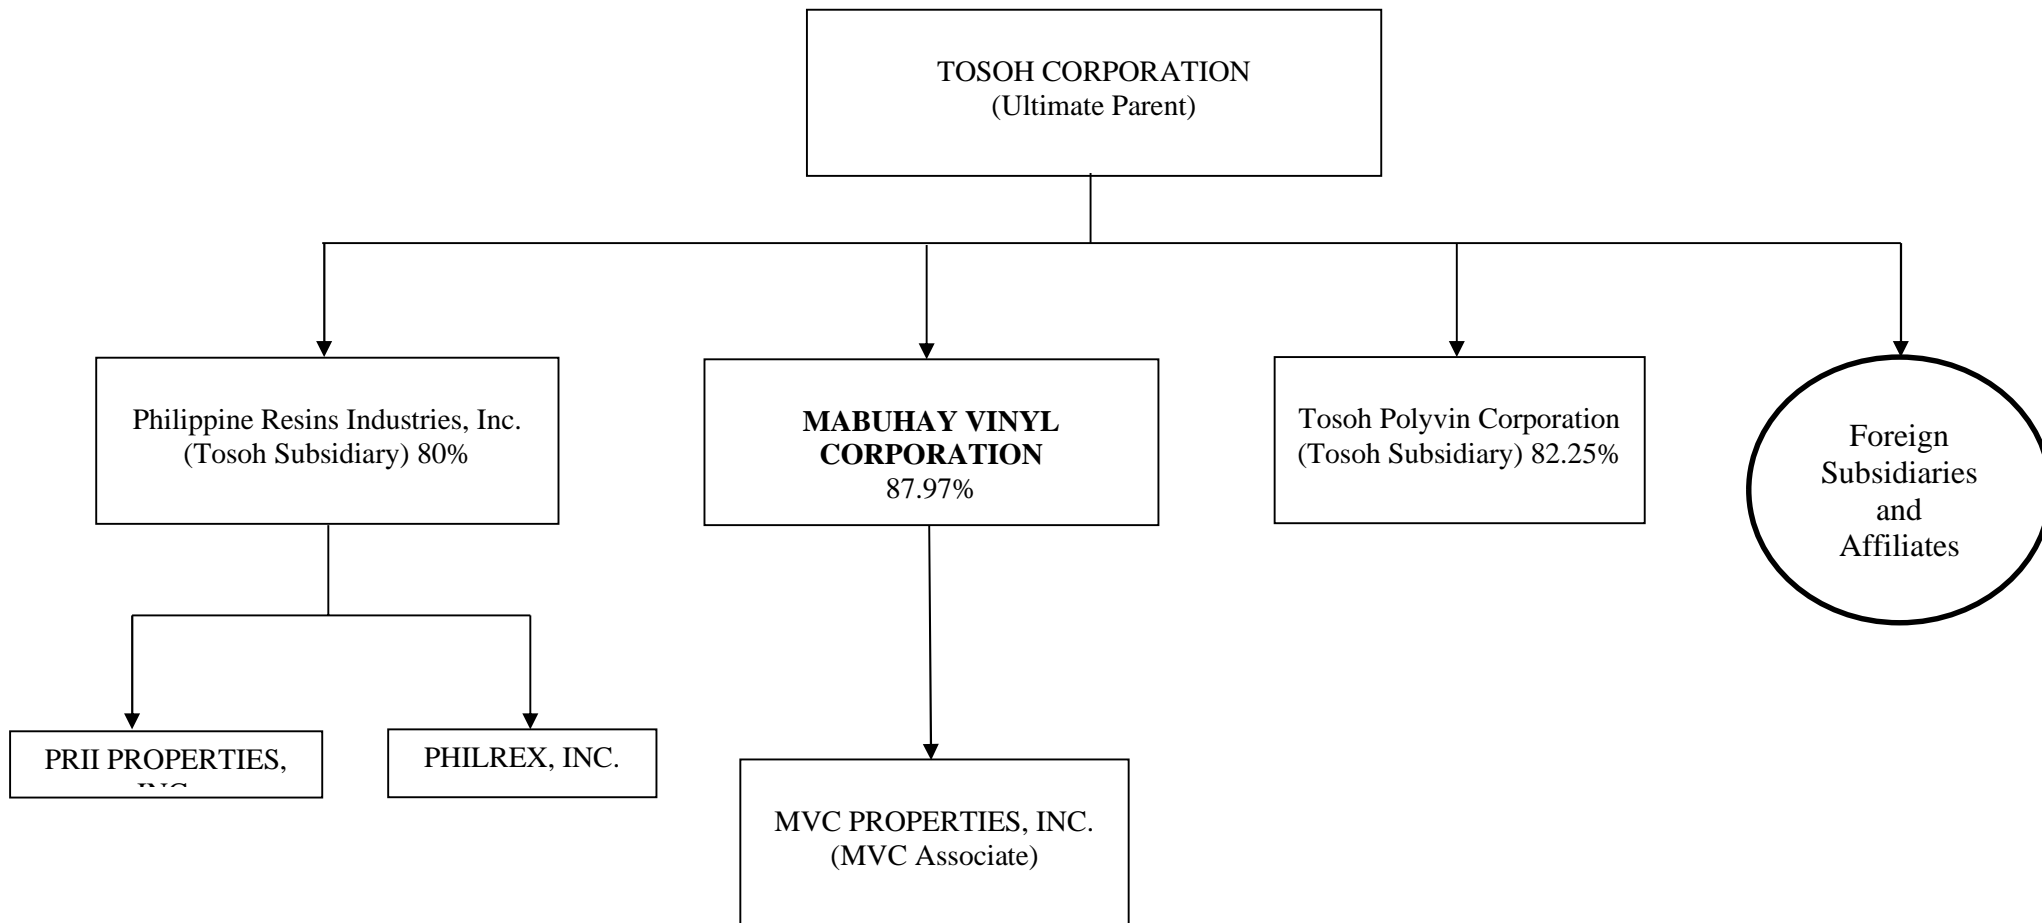 TOSOH CORPORATION
(Ultimate Parent)
Philippine Resins Industries, Inc.
(Tosoh Subsidiary) 80%
MABUHAY VINYL
CORPORATION
87.97%
Tosoh Polyvin Corporation
(Tosoh Subsidiary) 82.25%
Foreign
Subsidiaries
and
Affiliates
PRII PROPERTIES,
PHILREX, INC.
MVC PROPERTIES, INC.
(MVC Associate)